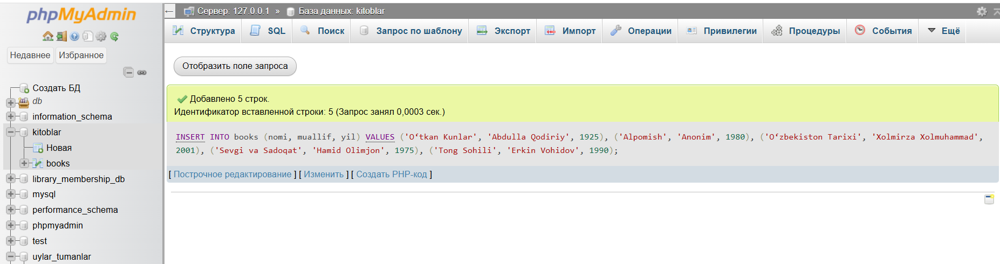 phpMyAdmin
Недавнее Избранное
Создать БД
db
information_schema
kitoblar
Новая
books
library_membership_db
mysql
performance_schema
phpmyadmin
test
uylar_tumanlar
Сервер: 127.0.0.1 » База данных: kitoblar
Структура SQL Поиск Запрос по шаблону Экспорт Импорт Операции Привилегии Процедуры События Ещё
Отобразить поле запроса
Добавлено 5 строк.
Идентификатор вставленной строки: 5 (Запрос занял 0,0003 сек.)
INSERT INTO books (nomi, muallif, yil) VALUES ('O‘tkan Kunlar', 'Abdulla Qodiriy', 1925), ('Alpomish', 'Anonim', 1980), ('O‘zbekiston Tarixi', 'Xolmirza Xolmuhammad',
2001), ('Sevgi va Sadoqat', 'Hamid Olimjon', 1975), ('Tong Sohili', 'Erkin Vohidov', 1990);
[ Построчное редактирование ] [ Изменить ] [ Создать PHP-код ]